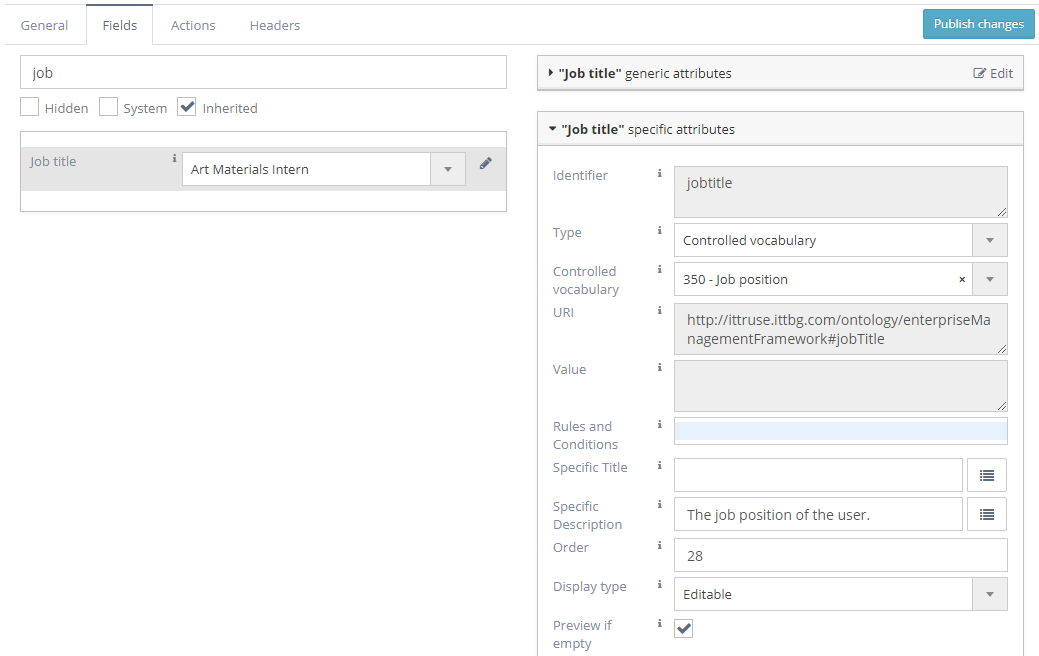 General Fields Actions Headers Publish changes
job
Hidden System Inherited
Job title Art Materials Intern
"Job title" generic attributes Edit
"Job title" specific attributes
Identifier jobtitle
Type Controlled vocabulary
Controlled
vocabulary
350 - Job position ×
URI
http://ittruse.ittbg.com/ontology/enterpriseMa
nagementFramework#jobTitle
Value
Rules and
Conditions
Specific Title
Specific
Description
The job position of the user.
Order 28
Display type Editable
Preview if
empty